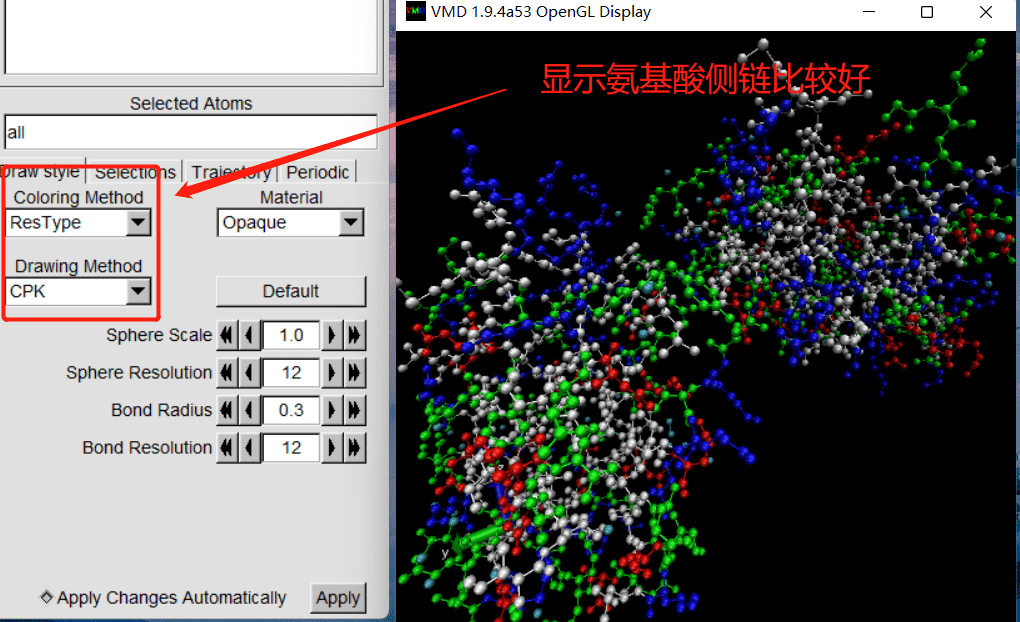 VMD 1.9.4a53 OpenGL Display
显示氨基酸侧链比较好
Selected Atoms
all
Draw style Selections Trajectory Periodic
Coloring Method Material
ResType Opaque
Drawing Method
CPK Default
Sphere Scale 1.0
Sphere Resolution 12
Bond Radius 0.3
Bond Resolution 12
y
Apply Changes Automatically Apply